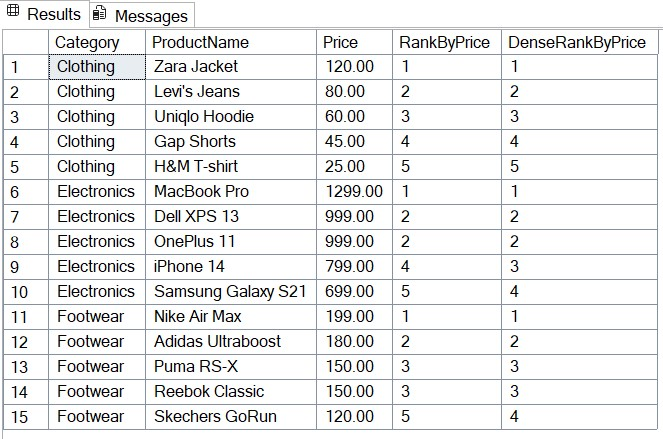 Results Messages
Category ProductName Price RankByPrice DenseRankByPrice
1 Clothing Zara Jacket 120.00 1 1
2 Clothing Levi's Jeans 80.00 2 2
3 Clothing Uniqlo Hoodie 60.00 3 3
4 Clothing Gap Shorts 45.00 4 4
5 Clothing H&M T-shirt 25.00 5 5
6 Electronics MacBook Pro 1299.00 1 1
7 Electronics Dell XPS 13 999.00 2 2
8 Electronics OnePlus 11 999.00 2 2
9 Electronics iPhone 14 799.00 4 3
10 Electronics Samsung Galaxy S21 699.00 5 4
11 Footwear Nike Air Max 199.00 1 1
12 Footwear Adidas Ultraboost 180.00 2 2
13 Footwear Puma RS-X 150.00 3 3
14 Footwear Reebok Classic 150.00 3 3
15 Footwear Skechers GoRun 120.00 5 4